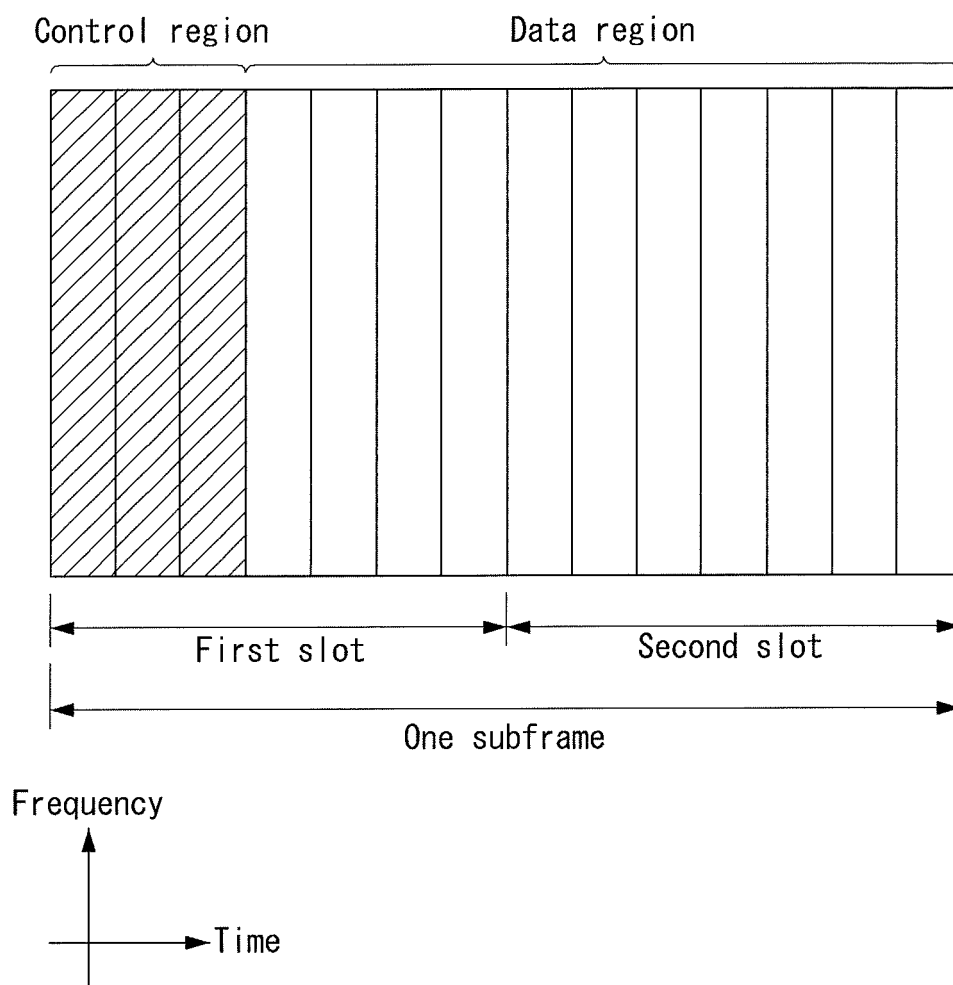 Control region
Data region
First slot
Second slot
One subframe
Frequency
Time